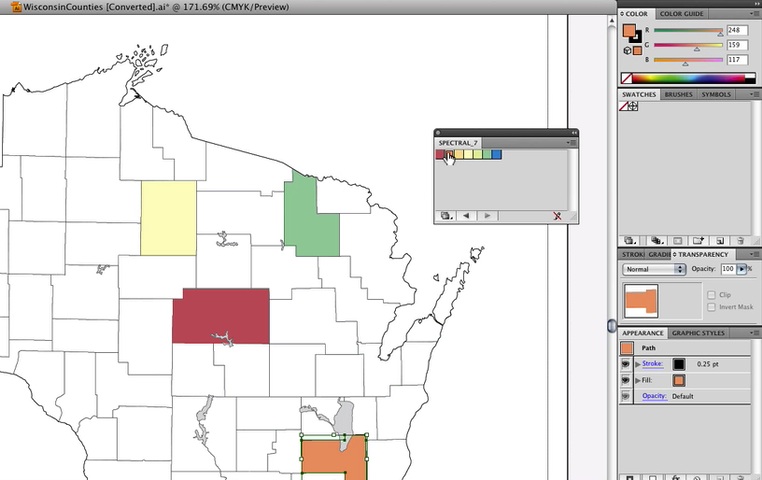 WisconsinCounties [Converted].ai* @ 171.69% (CMYK/Preview)
COLOR COLOR GUIDE
R 248
G 159
B 117
SWATCHES BRUSHES SYMBOLS
SPECTRAL_7
STROK GRADIE TRANSPARENCY
Normal Opacity: 100 %
Clip
Invert Mask
APPEARANCE GRAPHIC STYLES
Path
Stroke: 0.25 pt
Fill:
Opacity: Default